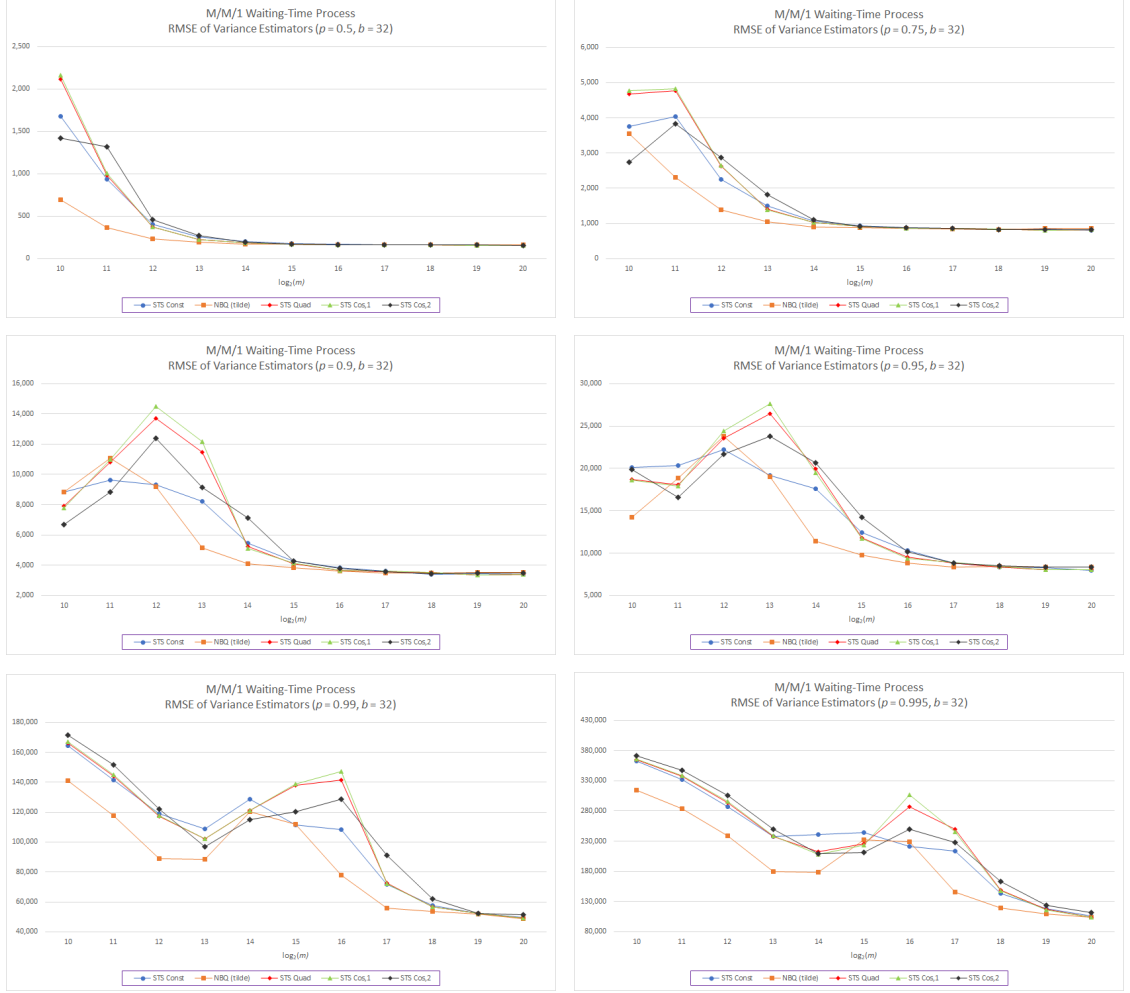 M/M/1 Waiting-Time Process
RMSE of Variance Estimators (p = 0.5, b = 32)
2,500
2,000
1,500
1,000
500
0
10 11 12 13 14 15 16 17 18 19 20
log2(m)
STS Const NBQ (tilde) STS Quad STS Cos,1 STS Cos,2
M/M/1 Waiting-Time Process
RMSE of Variance Estimators (p = 0.75, b = 32)
6,000
5,000
4,000
3,000
2,000
1,000
0
10 11 12 13 14 15 16 17 18 19 20
log2(m)
STS Const NBQ (tilde) STS Quad STS Cos,1 STS Cos,2
M/M/1 Waiting-Time Process
RMSE of Variance Estimators (p = 0.9, b = 32)
16,000
14,000
12,000
10,000
8,000
6,000
4,000
2,000
10 11 12 13 14 15 16 17 18 19 20
log2(m)
STS Const NBQ (tilde) STS Quad STS Cos,1 STS Cos,2
M/M/1 Waiting-Time Process
RMSE of Variance Estimators (p = 0.95, b = 32)
30,000
25,000
20,000
15,000
10,000
5,000
10 11 12 13 14 15 16 17 18 19 20
log2(m)
STS Const NBQ (tilde) STS Quad STS Cos,1 STS Cos,2
M/M/1 Waiting-Time Process
RMSE of Variance Estimators (p = 0.99, b = 32)
180,000
160,000
140,000
120,000
100,000
80,000
60,000
40,000
10 11 12 13 14 15 16 17 18 19 20
log2(m)
STS Const NBQ (tilde) STS Quad STS Cos,1 STS Cos,2
M/M/1 Waiting-Time Process
RMSE of Variance Estimators (p = 0.995, b = 32)
430,000
380,000
330,000
280,000
230,000
180,000
130,000
80,000
10 11 12 13 14 15 16 17 18 19 20
log2(m)
STS Const NBQ (tilde) STS Quad STS Cos,1 STS Cos,2